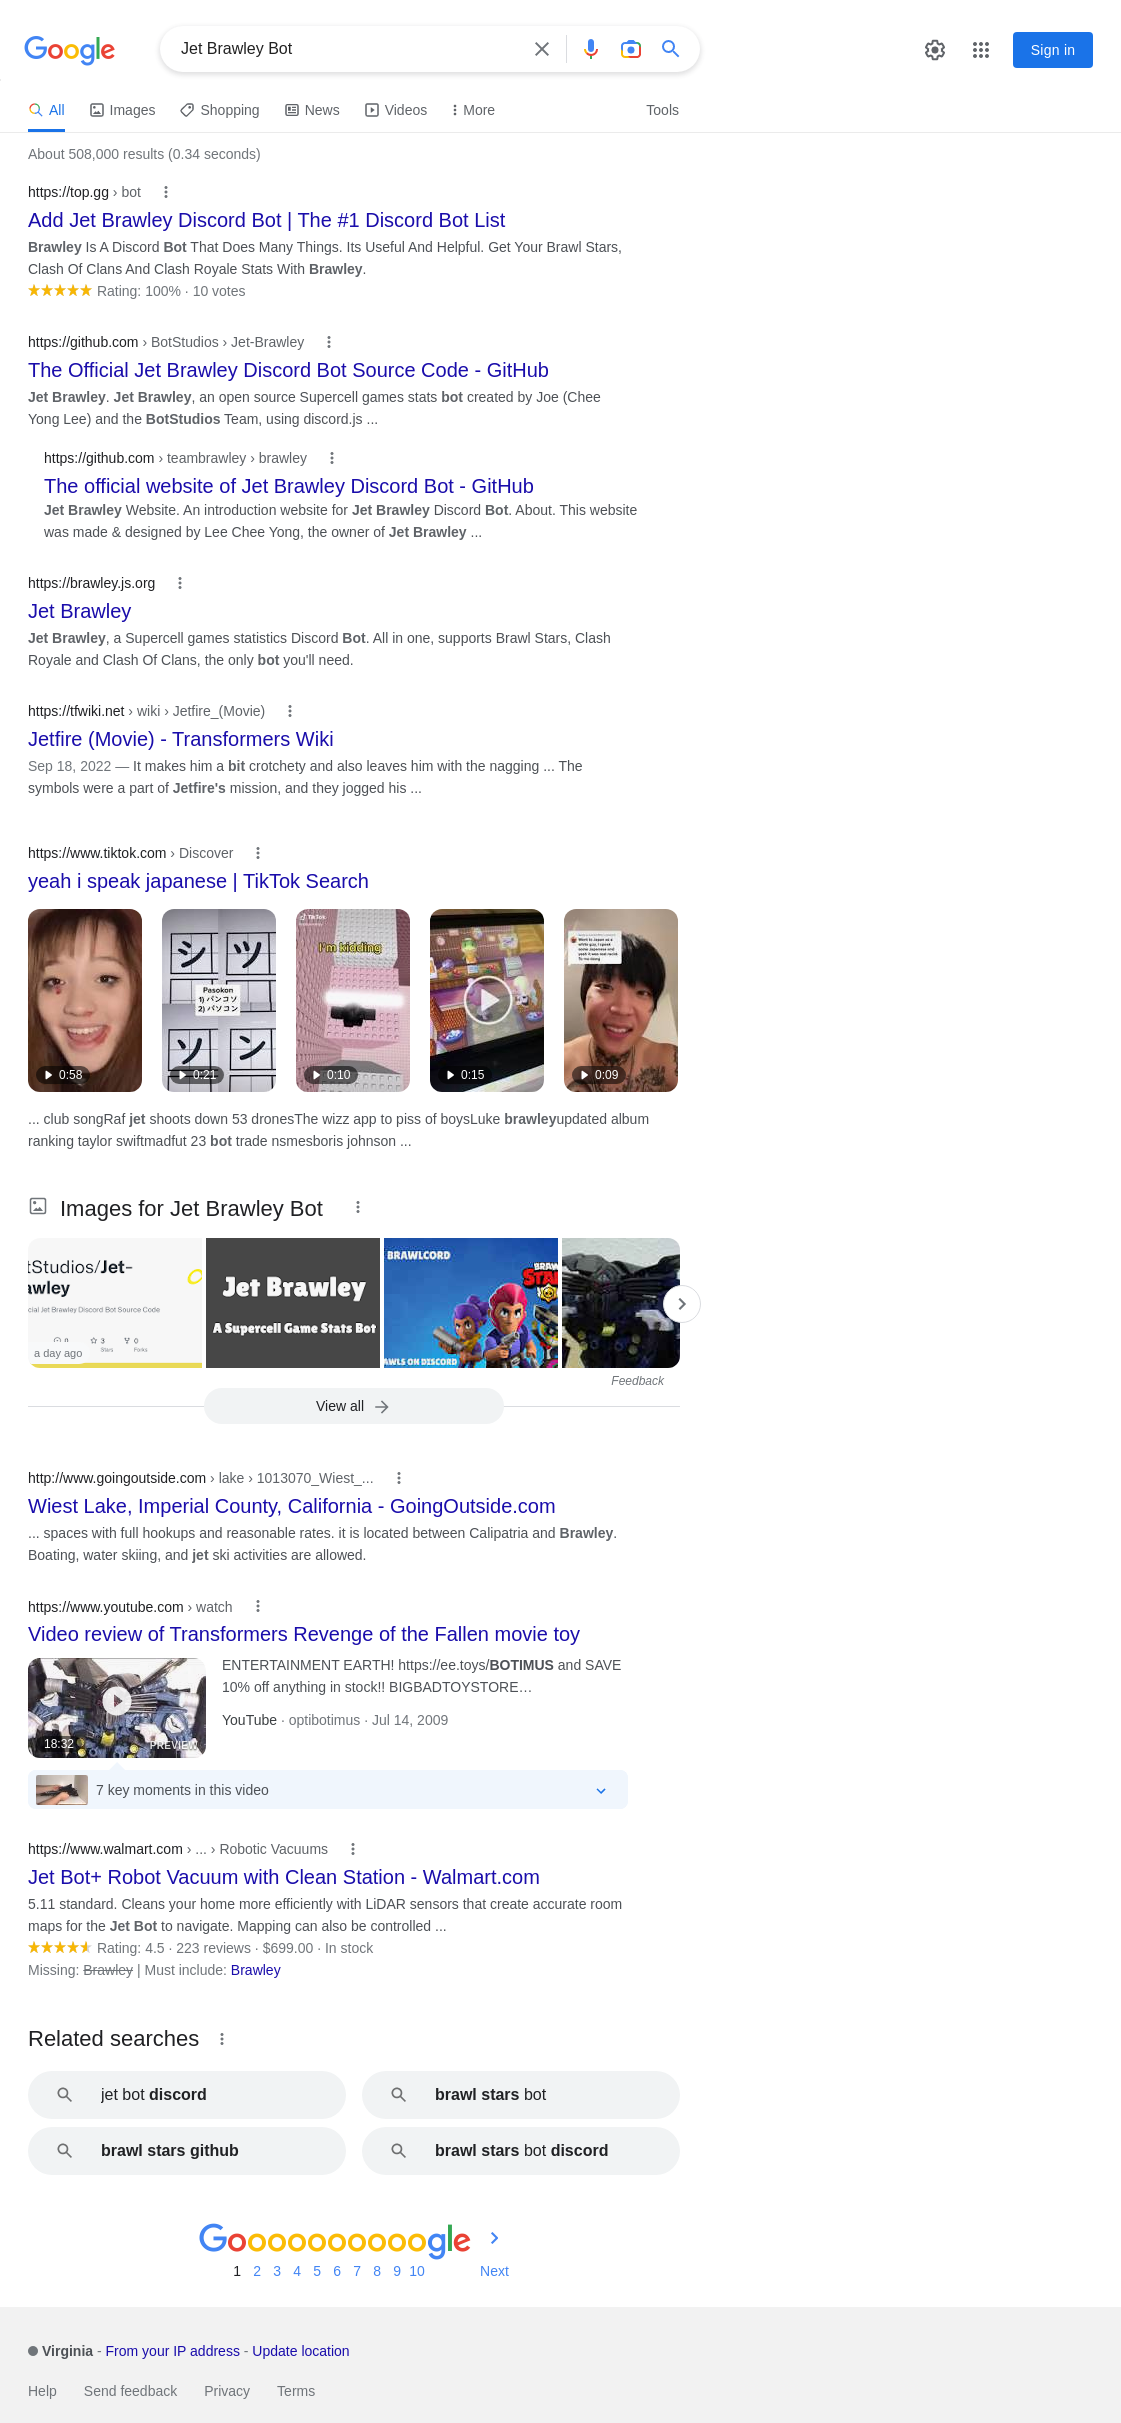 Google
Jet Brawley Bot
Sign in
All
Images
Shopping
News
Videos
More
Tools
About 508,000 results (0.34 seconds)
https://top.gg › bot
Add Jet Brawley Discord Bot | The #1 Discord Bot List
Brawley Is A Discord Bot That Does Many Things. Its Useful And Helpful. Get Your Brawl Stars,
Clash Of Clans And Clash Royale Stats With Brawley.
Rating: 100% · 10 votes
https://github.com › BotStudios › Jet-Brawley
The Official Jet Brawley Discord Bot Source Code - GitHub
Jet Brawley. Jet Brawley, an open source Supercell games stats bot created by Joe (Chee
Yong Lee) and the BotStudios Team, using discord.js ...
https://github.com › teambrawley › brawley
The official website of Jet Brawley Discord Bot - GitHub
Jet Brawley Website. An introduction website for Jet Brawley Discord Bot. About. This website
was made & designed by Lee Chee Yong, the owner of Jet Brawley ...
https://brawley.js.org
Jet Brawley
Jet Brawley, a Supercell games statistics Discord Bot. All in one, supports Brawl Stars, Clash
Royale and Clash Of Clans, the only bot you'll need.
https://tfwiki.net › wiki › Jetfire_(Movie)
Jetfire (Movie) - Transformers Wiki
Sep 18, 2022 — It makes him a bit crotchety and also leaves him with the nagging ... The
symbols were a part of Jetfire's mission, and they jogged his ...
https://www.tiktok.com › Discover
yeah i speak japanese | TikTok Search
0:58
シ ツ
Pasokon
1) パンコソ
2) パソコン
ソ ン
0:21
TikTok
I'm kidding
0:10
0:15
0:09
... club songRaf jet shoots down 53 dronesThe wizz app to piss of boysLuke brawleyupdated album
ranking taylor swiftmadfut 23 bot trade nsmesboris johnson ...
Images for Jet Brawley Bot
tStudios/Jet-
awley
cial Jet Brawley Discord Bot Source Code
0
3
0
Stars
Forks
a day ago
Jet Brawley
A Supercell Game Stats Bot
BRAWLCORD
BRAW
STA
AWLS ON DISCORD
Feedback
View all
http://www.goingoutside.com › lake › 1013070_Wiest_...
Wiest Lake, Imperial County, California - GoingOutside.com
... spaces with full hookups and reasonable rates. it is located between Calipatria and Brawley.
Boating, water skiing, and jet ski activities are allowed.
https://www.youtube.com › watch
Video review of Transformers Revenge of the Fallen movie toy
18:32
PREVIEW
ENTERTAINMENT EARTH! https://ee.toys/BOTIMUS and SAVE
10% off anything in stock!! BIGBADTOYSTORE…
YouTube · optibotimus · Jul 14, 2009
7 key moments in this video
https://www.walmart.com › ... › Robotic Vacuums
Jet Bot+ Robot Vacuum with Clean Station - Walmart.com
5.11 standard. Cleans your home more efficiently with LiDAR sensors that create accurate room
maps for the Jet Bot to navigate. Mapping can also be controlled ...
Rating: 4.5 · 223 reviews · $699.00 · In stock
Missing: Brawley | Must include: Brawley
Related searches
jet bot discord
brawl stars bot
brawl stars github
brawl stars bot discord
Goooooooooogle
1 2 3 4 5 6 7 8 9 10 Next
Virginia - From your IP address - Update location
Help
Send feedback
Privacy
Terms